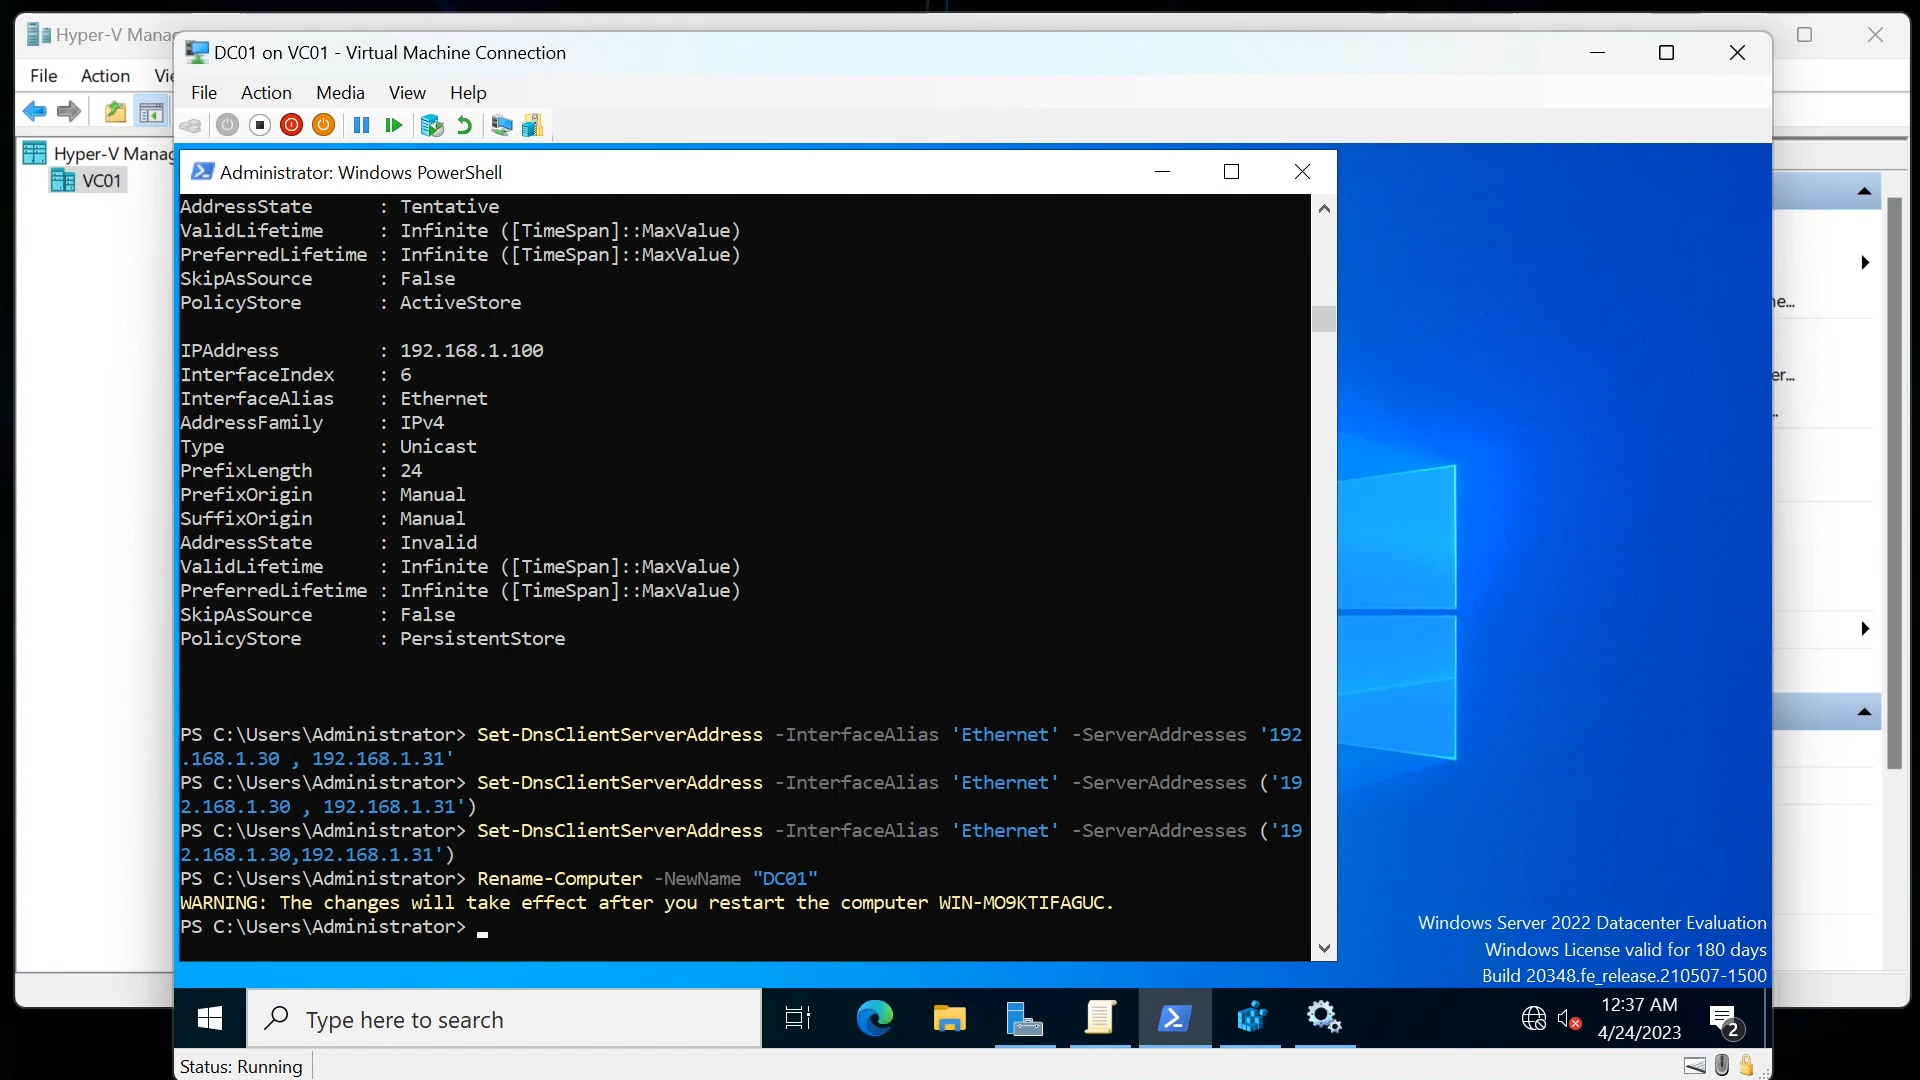 Hyper-V Manag
File Action Vie
Hyper-V Manag
VC01
DC01 on VC01 - Virtual Machine Connection
File Action Media View Help
Administrator: Windows PowerShell
AddressState : Tentative
ValidLifetime : Infinite ([TimeSpan]::MaxValue)
PreferredLifetime : Infinite ([TimeSpan]::MaxValue)
SkipAsSource : False
PolicyStore : ActiveStore
IPAddress : 192.168.1.100
InterfaceIndex : 6
InterfaceAlias : Ethernet
AddressFamily : IPv4
Type : Unicast
PrefixLength : 24
PrefixOrigin : Manual
SuffixOrigin : Manual
AddressState : Invalid
ValidLifetime : Infinite ([TimeSpan]::MaxValue)
PreferredLifetime : Infinite ([TimeSpan]::MaxValue)
SkipAsSource : False
PolicyStore : PersistentStore
PS C:\Users\Administrator> Set-DnsClientServerAddress -InterfaceAlias 'Ethernet' -ServerAddresses '192
.168.1.30 , 192.168.1.31'
PS C:\Users\Administrator> Set-DnsClientServerAddress -InterfaceAlias 'Ethernet' -ServerAddresses ('19
2.168.1.30 , 192.168.1.31')
PS C:\Users\Administrator> Set-DnsClientServerAddress -InterfaceAlias 'Ethernet' -ServerAddresses ('19
2.168.1.30,192.168.1.31')
PS C:\Users\Administrator> Rename-Computer -NewName "DC01"
WARNING: The changes will take effect after you restart the computer WIN-MO9KTIFAGUC.
PS C:\Users\Administrator>
ne...
er...
Windows Server 2022 Datacenter Evaluation
Windows License valid for 180 days
Build 20348.fe_release.210507-1500
Type here to search
12:37 AM
4/24/2023
2
Status: Running